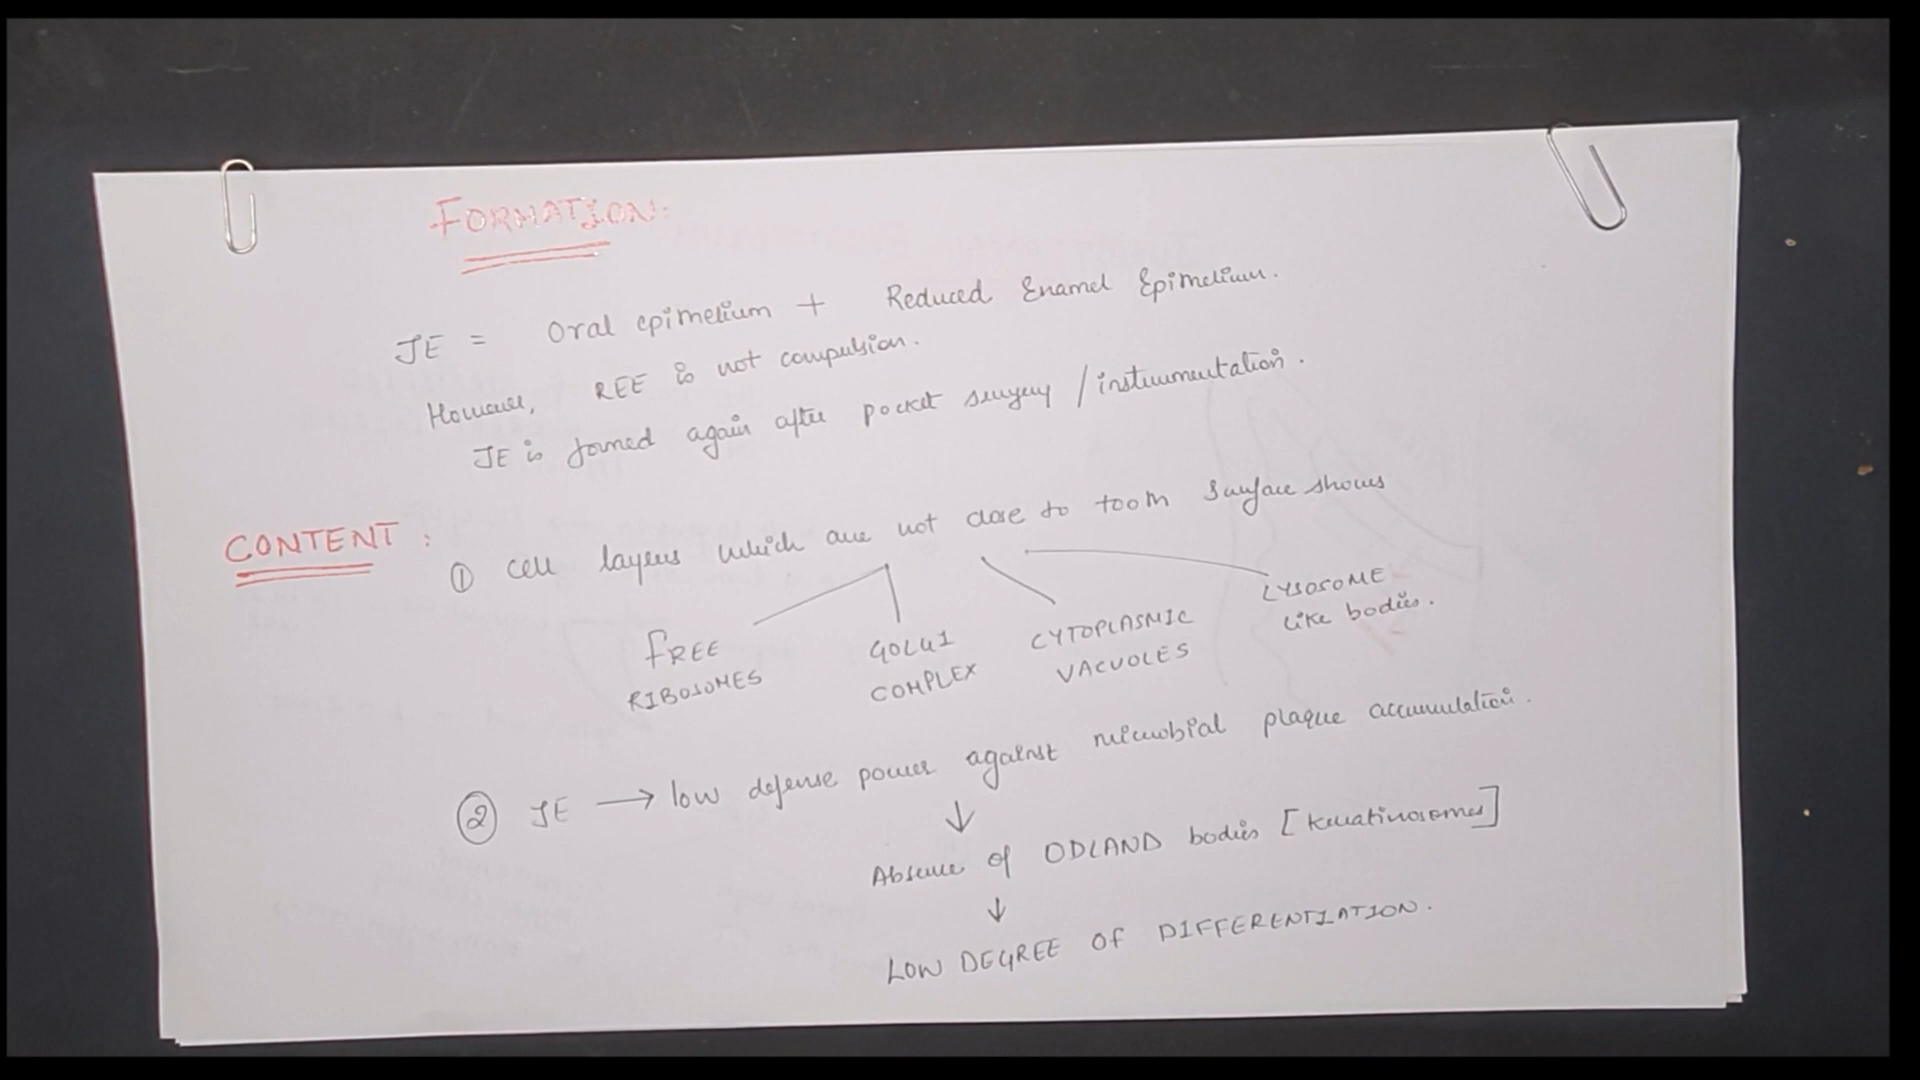 FORMATION:
JE = Oral epithelium + Reduced Enamel Epithelium.
However, REE is not compulsion.
JE is formed again after pocket surgery / instrumentation.
CONTENT :
① cell layers which are not close to tooth surface shows
FREE RIBOSOMES
GOLGI COMPLEX
CYTOPLASMIC VACUOLES
LYSOSOME like bodies.
② JE → low defense power against microbial plaque accumulation.
↓
Absence of ODLAND bodies [Keratinosomes]
↓
LOW DEGREE OF DIFFERENTIATION.